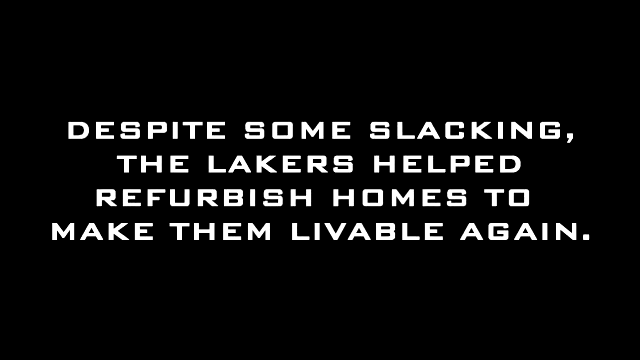 DESPITE SOME SLACKING,
THE LAKERS HELPED
REFURBISH HOMES TO
MAKE THEM LIVABLE AGAIN.